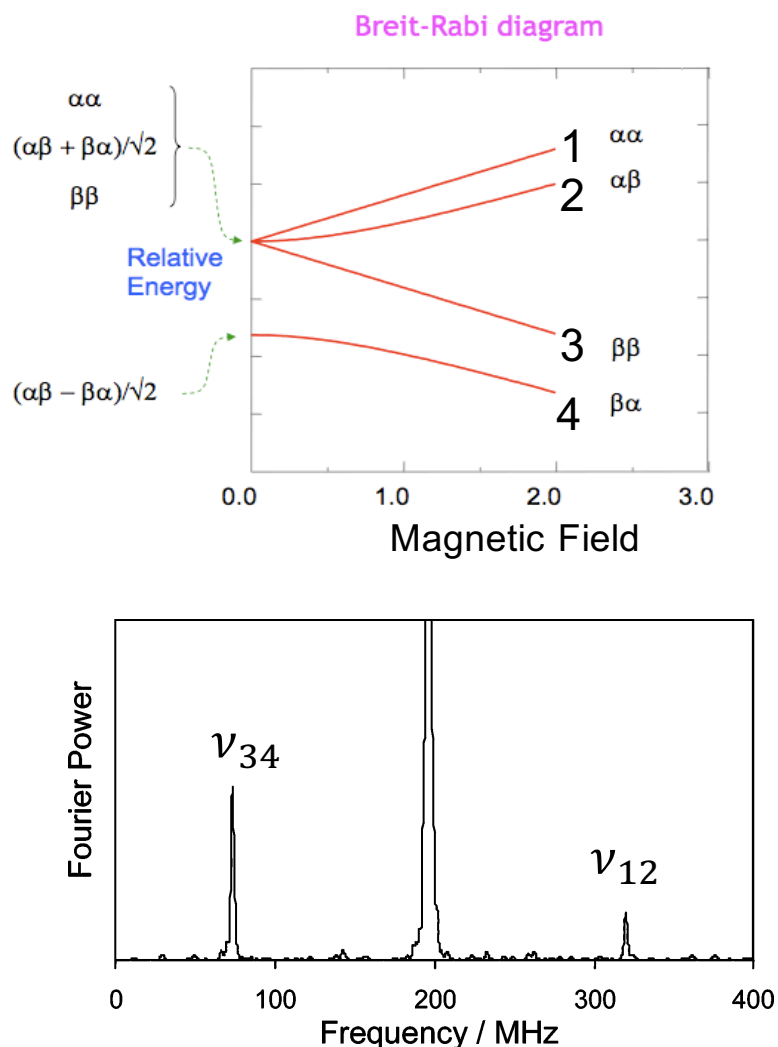 Breit-Rabi diagram
αα
(αβ + βα)/√2
ββ
Relative
Energy
(αβ − βα)/√2
1 αα
2 αβ
3 ββ
4 βα
0.0 1.0 2.0 3.0
Magnetic Field
Fourier Power
ν34
ν12
0 100 200 300 400
Frequency / MHz